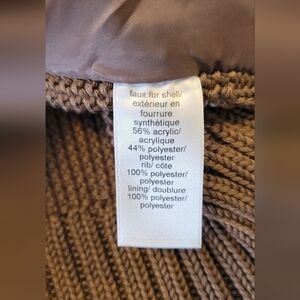 faux fur shell/
extérieur en
fourrure
synthétique
56% acrylic/
acrylique
44% polyester/
polyester
rib/ côte
100% polyester/
polyester
lining/ doublure
100% polyester/
polyester